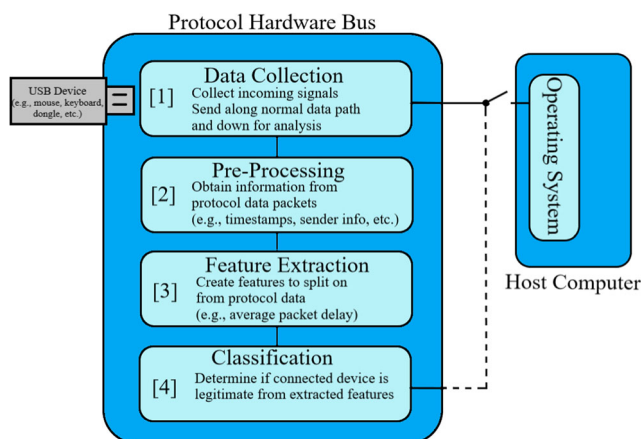 Protocol Hardware Bus
USB Device
(e.g., mouse, keyboard,
dongle, etc.)
[1]
Data Collection
Collect incoming signals
Send along normal data path
and down for analysis
[2]
Pre-Processing
Obtain information from
protocol data packets
(e.g., timestamps, sender info, etc.)
[3]
Feature Extraction
Create features to split on
from protocol data
(e.g., average packet delay)
[4]
Classification
Determine if connected device is
legitimate from extracted features
Operating System
Host Computer